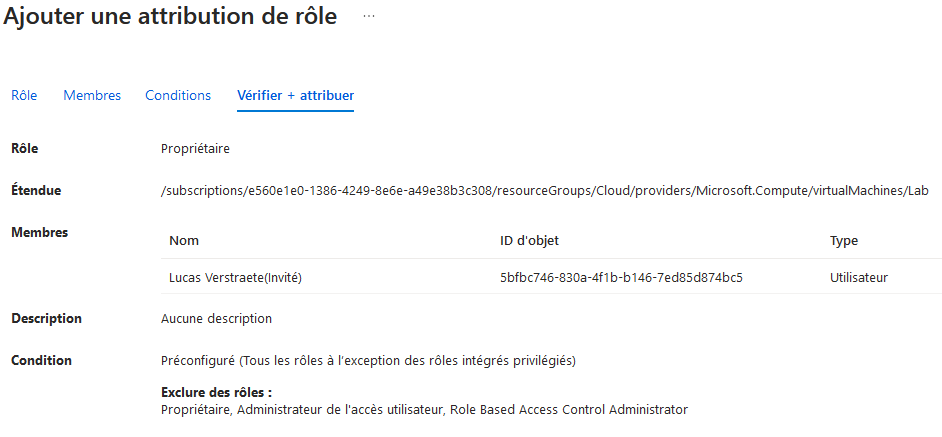 Ajouter une attribution de rôle ...
Rôle Membres Conditions Vérifier + attribuer
Rôle Propriétaire
Étendue /subscriptions/e560e1e0-1386-4249-8e6e-a49e38b3c308/resourceGroups/Cloud/providers/Microsoft.Compute/virtualMachines/Lab
Membres
Nom ID d'objet Type
Lucas Verstraete(Invité) 5bfbc746-830a-4f1b-b146-7ed85d874bc5 Utilisateur
Description Aucune description
Condition Préconfiguré (Tous les rôles à l'exception des rôles intégrés privilégiés)
Exclure des rôles :
Propriétaire, Administrateur de l'accès utilisateur, Role Based Access Control Administrator